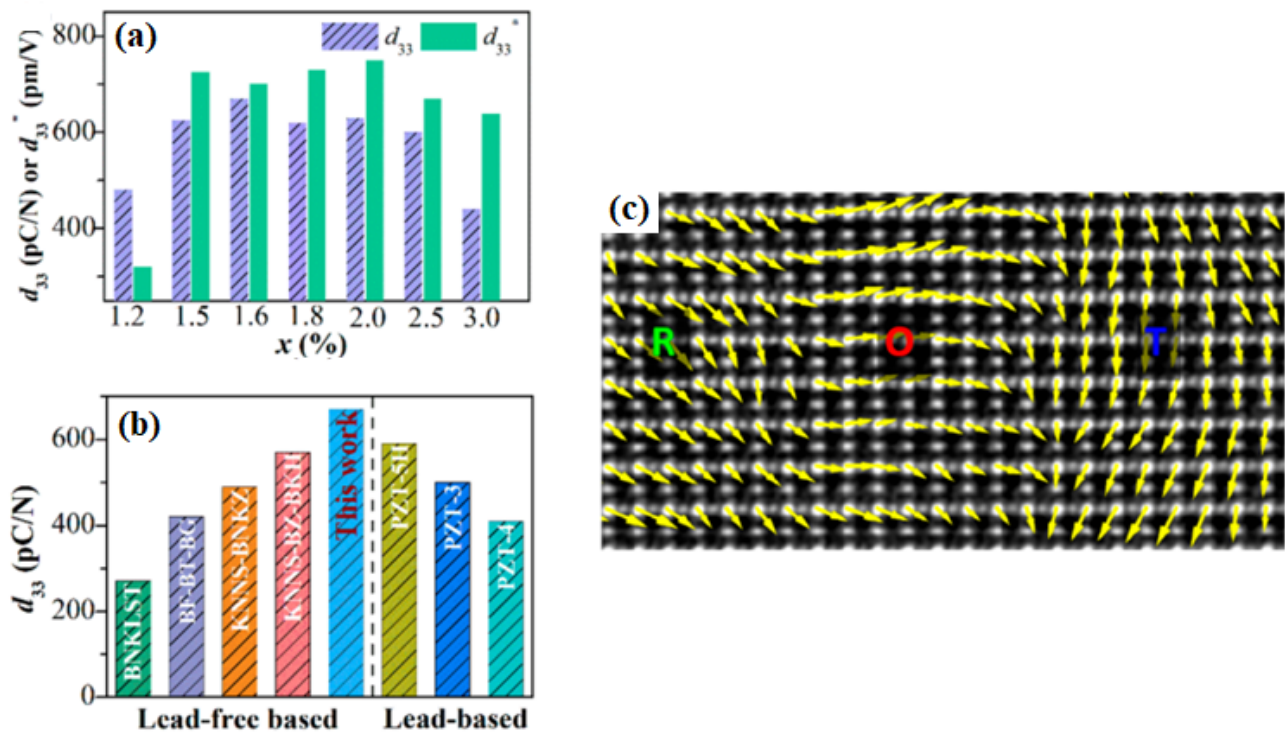 (a)
d33 d33*
800
600
400
d33 (pC/N) or d33* (pm/V)
1.2 1.5 1.6 1.8 2.0 2.5 3.0
x (%)
(b)
600
400
200
0
d33 (pC/N)
BNKLST
BF-BT-BG
KNNS-BNKZ
KNNS-BZ-BKH
This work
PZT-5H
PZT-3
PZT-4
Lead-free based Lead-based
(c)
R O T